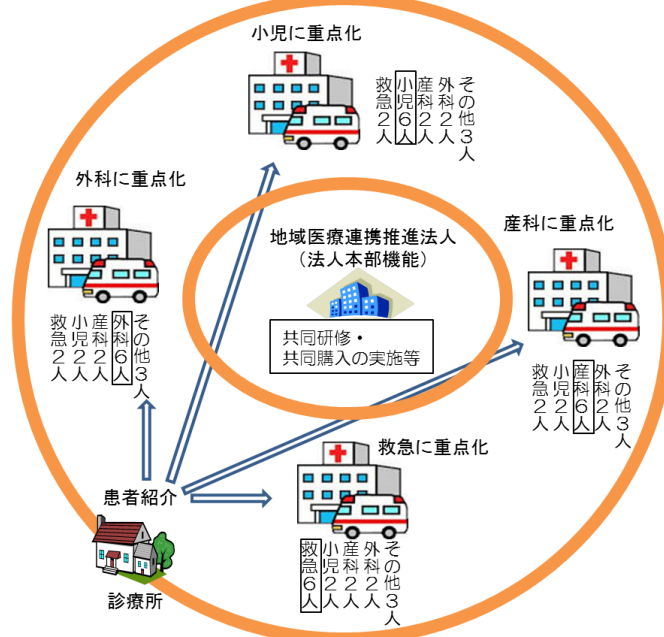 小児に重点化
救急2人
小児6人
産科2人
外科2人
その他3人
外科に重点化
救急2人
小児2人
産科2人
外科6人
その他3人
地域医療連携推進法人
(法人本部機能)
共同研修・
共同購入の実施等
産科に重点化
救急2人
小児2人
産科6人
外科2人
その他3人
救急に重点化
救急6人
小児2人
産科2人
外科2人
その他3人
患者紹介
診療所